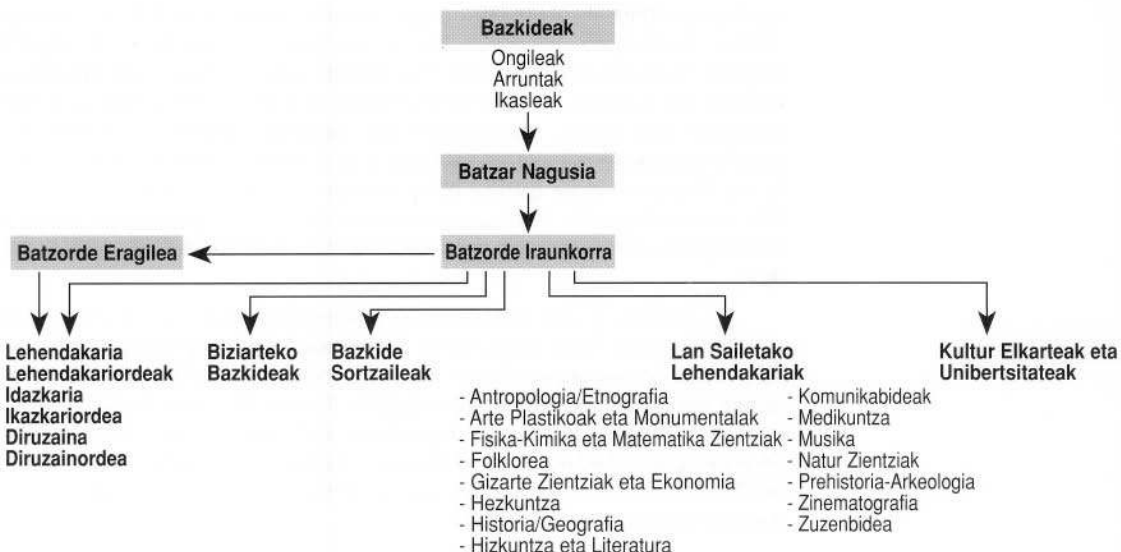 Bazkideak
Ongileak
Arruntak
Ikasleak
Batzar Nagusia
Batzorde Eragilea
Batzorde Iraunkorra
Lehendakaria
Lehendakariordeak
Idazkaria
Ikazkariordea
Diruzaina
Diruzainordea
Biziarteko
Bazkideak
Bazkide
Sortzaileak
Lan Sailetako
Lehendakariak
- Antropologia/Etnografia
- Arte Plastikoak eta Monumentalak
- Fisika-Kimika eta Matematika Zientziak
- Folklorea
- Gizarte Zientziak eta Ekonomia
- Hezkuntza
- Historia/Geografia
- Hizkuntza eta Literatura
- Komunikabideak
- Medikuntza
- Musika
- Natur Zientziak
- Prehistoria-Arkeologia
- Zinematografia
- Zuzenbidea
Kultur Elkarteak eta
Unibertsitateak